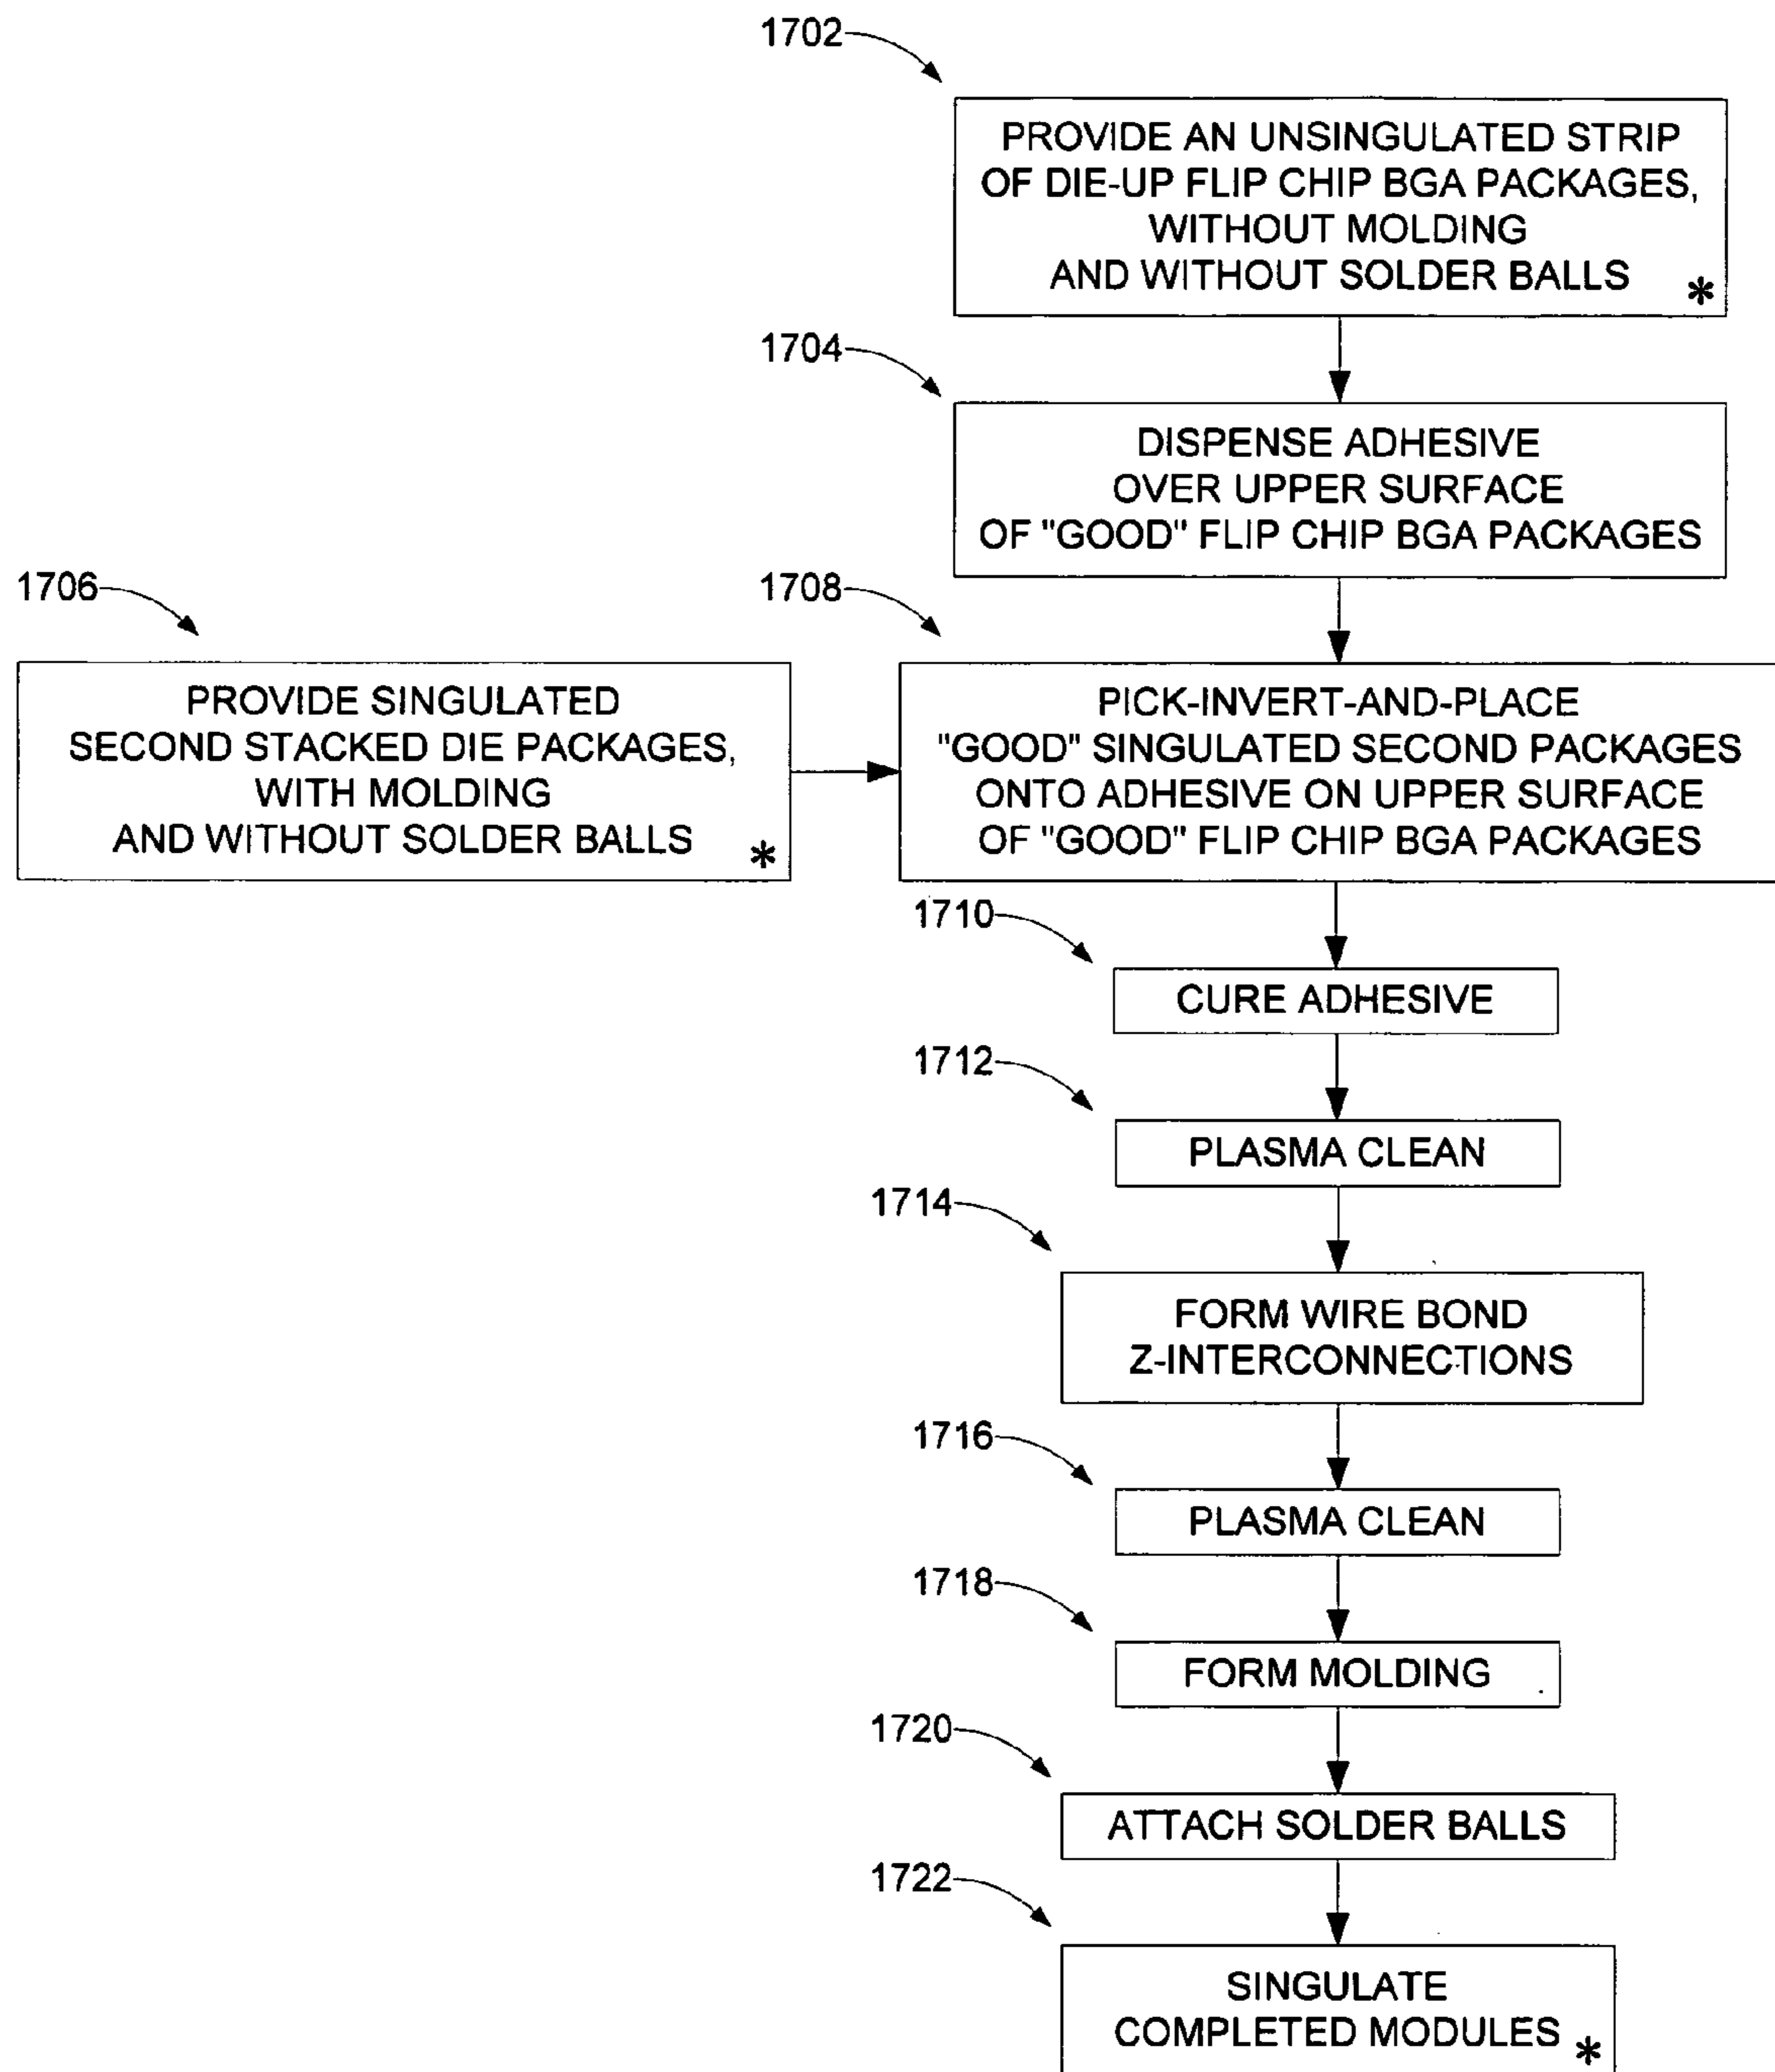 1702
PROVIDE AN UNSINGULATED STRIP
OF DIE-UP FLIP CHIP BGA PACKAGES,
WITHOUT MOLDING
AND WITHOUT SOLDER BALLS *
1704
DISPENSE ADHESIVE
OVER UPPER SURFACE
OF "GOOD" FLIP CHIP BGA PACKAGES
1706
PROVIDE SINGULATED
SECOND STACKED DIE PACKAGES,
WITH MOLDING
AND WITHOUT SOLDER BALLS *
1708
PICK-INVERT-AND-PLACE
"GOOD" SINGULATED SECOND PACKAGES
ONTO ADHESIVE ON UPPER SURFACE
OF "GOOD" FLIP CHIP BGA PACKAGES
1710
CURE ADHESIVE
1712
PLASMA CLEAN
1714
FORM WIRE BOND
Z-INTERCONNECTIONS
1716
PLASMA CLEAN
1718
FORM MOLDING
1720
ATTACH SOLDER BALLS
1722
SINGULATE
COMPLETED MODULES *